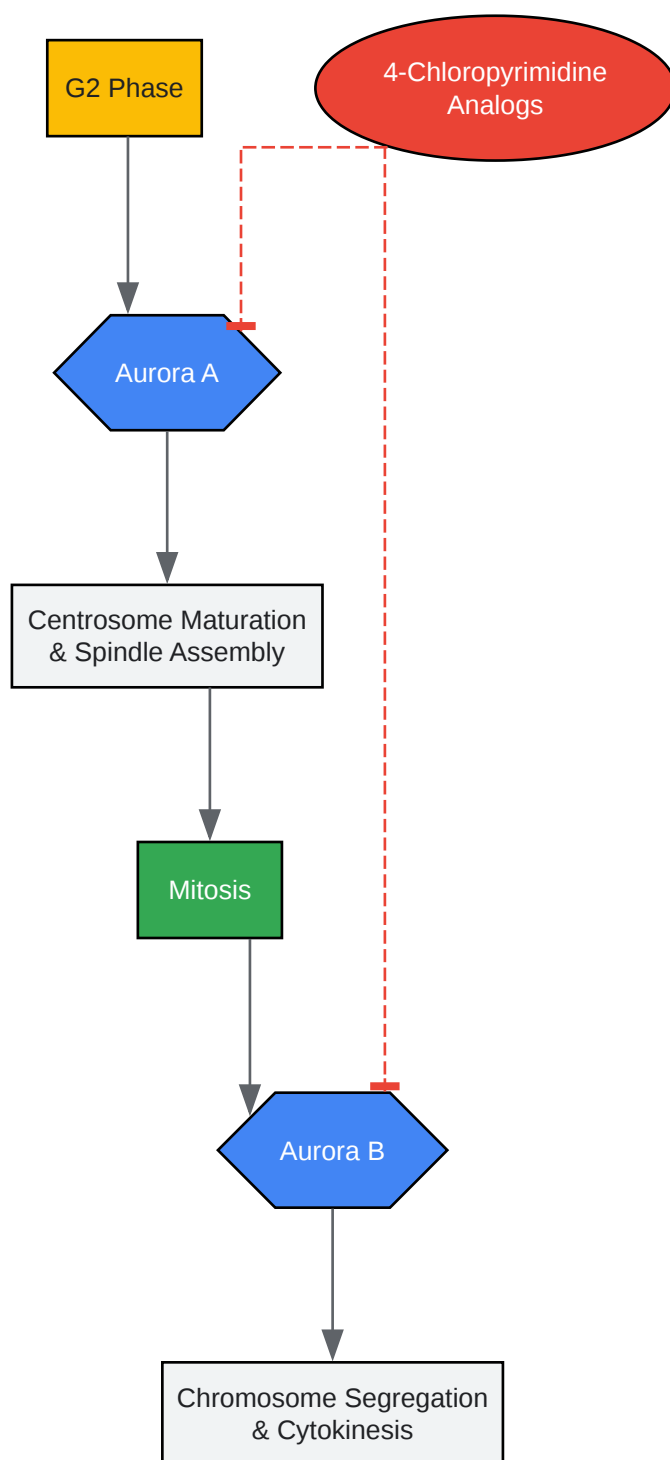 G2 Phase
4-Chloropyrimidine
Analogs
Aurora A
Centrosome Maturation
& Spindle Assembly
Mitosis
Aurora B
Chromosome Segregation
& Cytokinesis